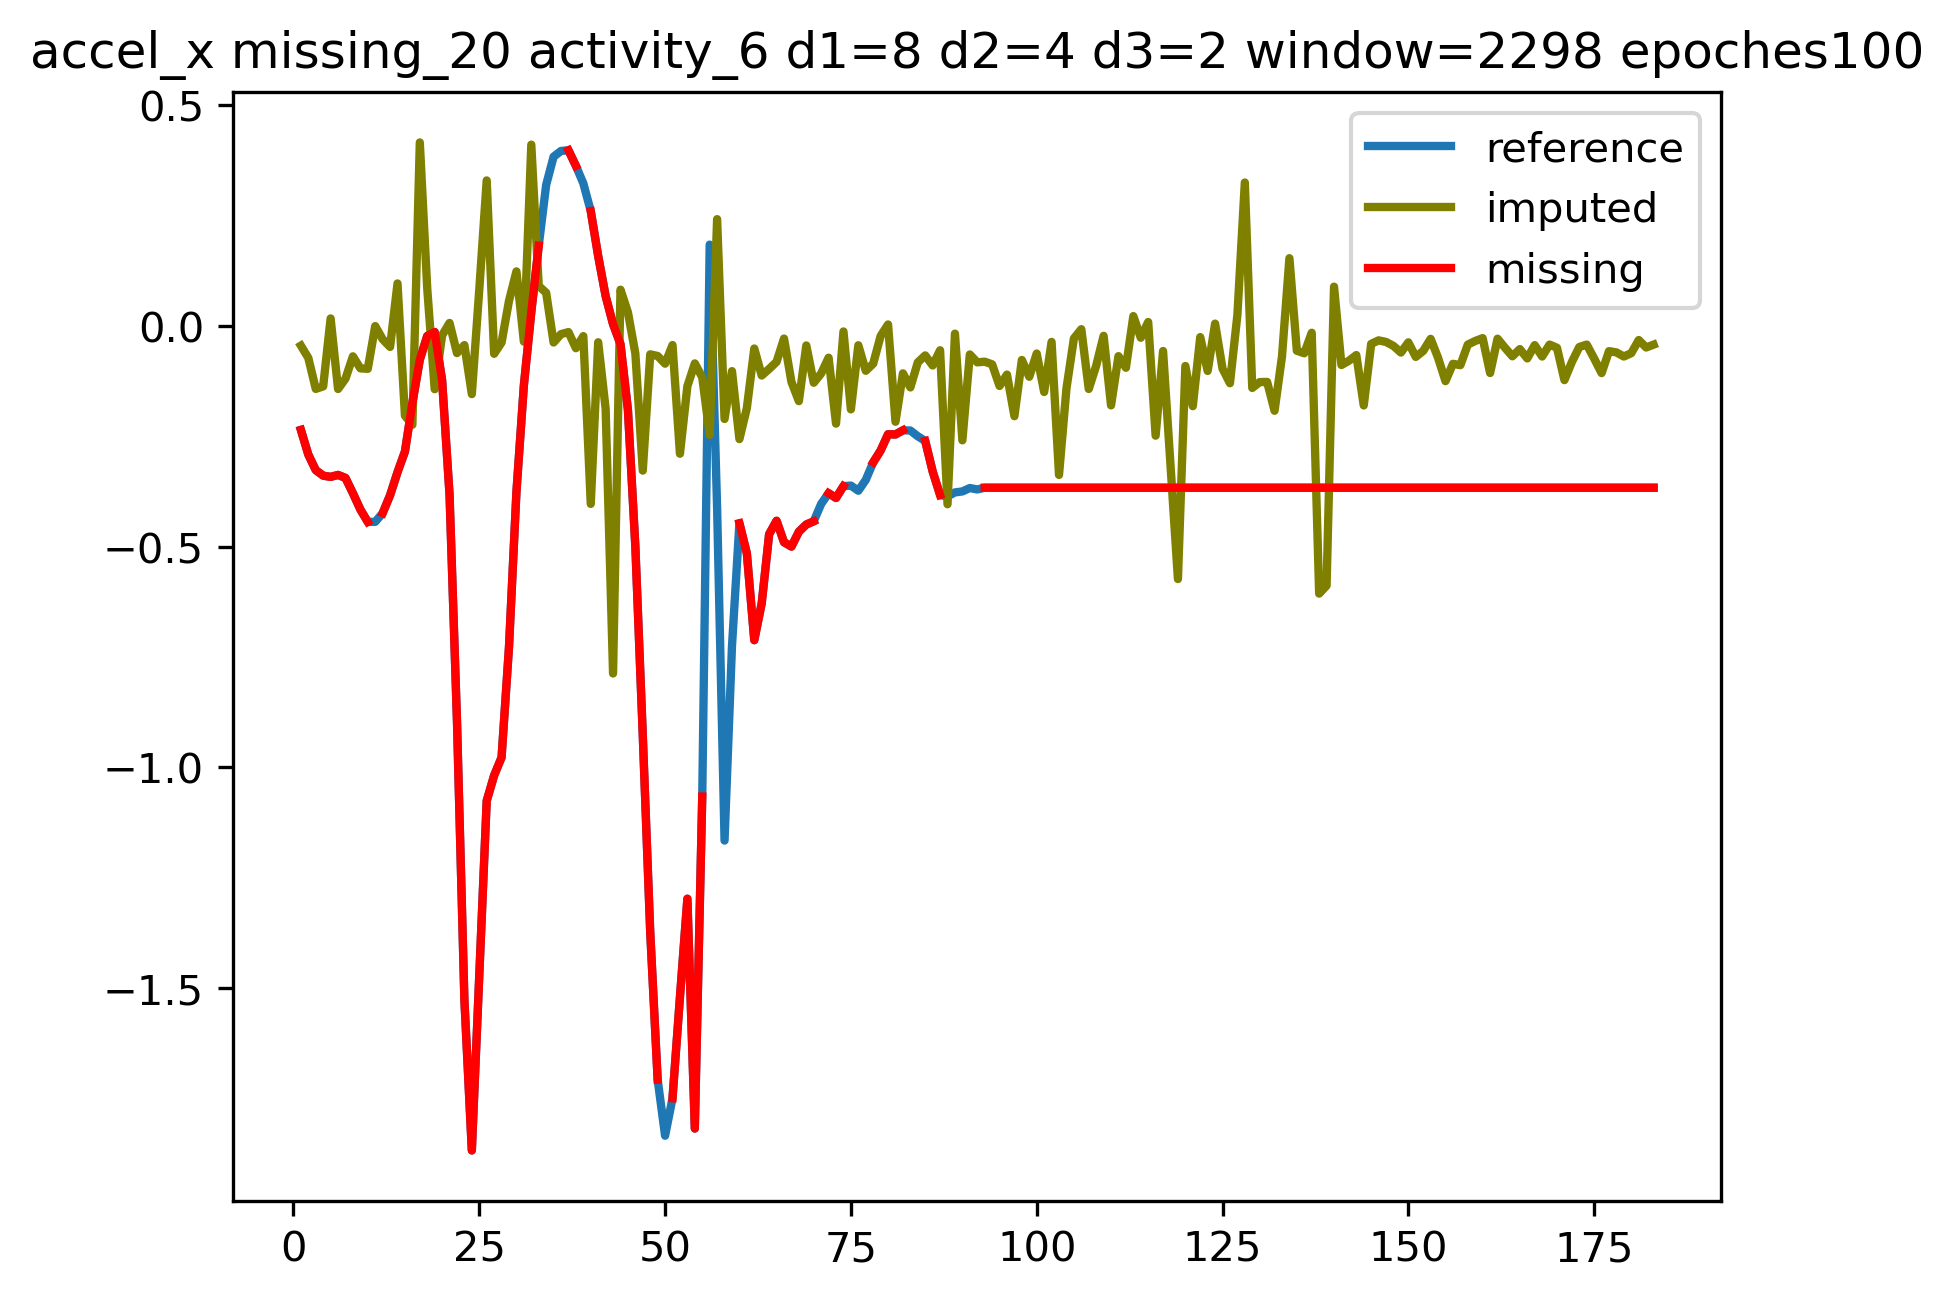 accel_x missing_20 activity_6 d1=8 d2=4 d3=2 window=2298 epoches100
reference
imputed
missing
0.5
0.0
−0.5
−1.0
−1.5
0 25 50 75 100 125 150 175